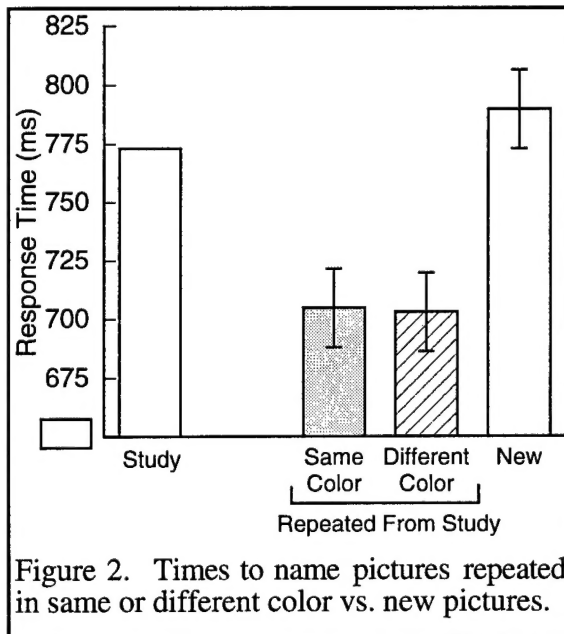 825
800
775
750
725
700
675
Response Time (ms)
Study
Same Color
Different Color
New
Repeated From Study
Figure 2. Times to name pictures repeated
in same or different color vs. new pictures.